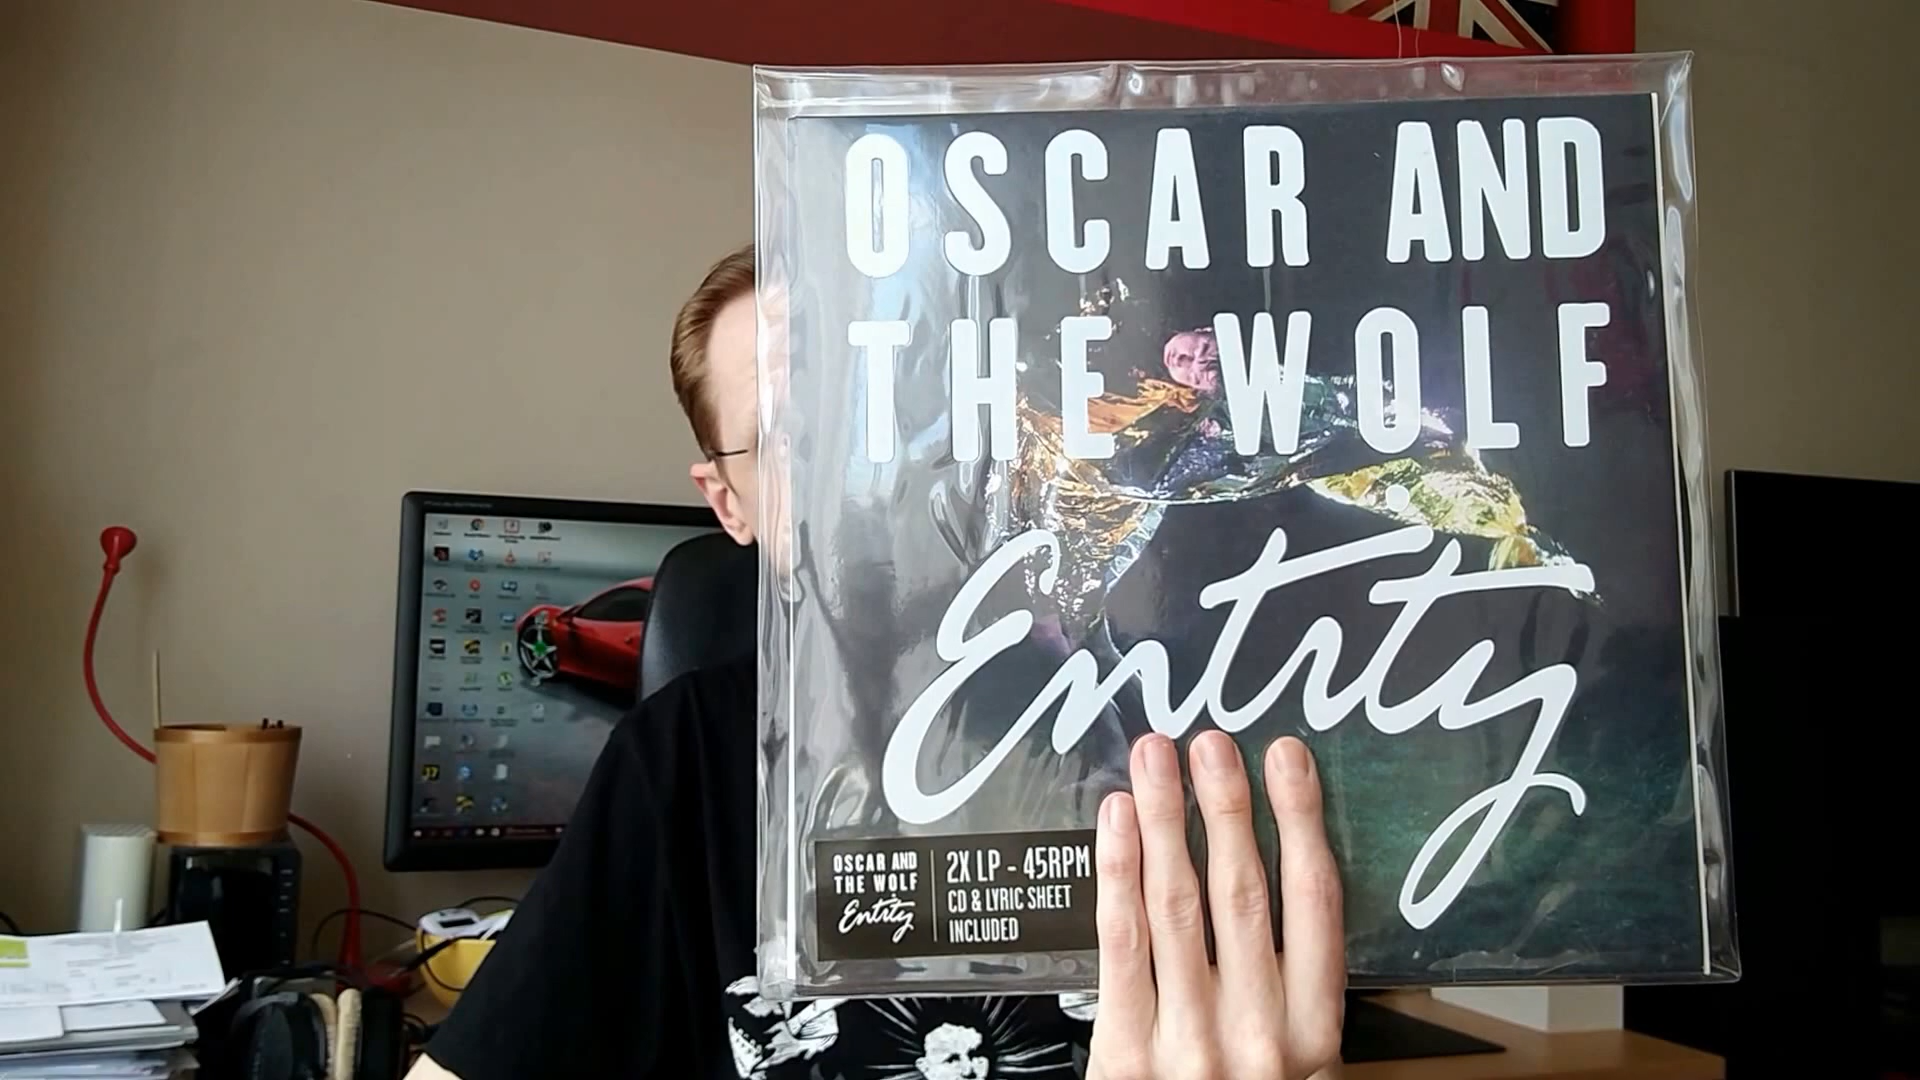 OSCAR AND
THE WOLF
Entity
OSCAR AND
THE WOLF
Entity
2X LP - 45RPM
CD & LYRIC SHEET
INCLUDED